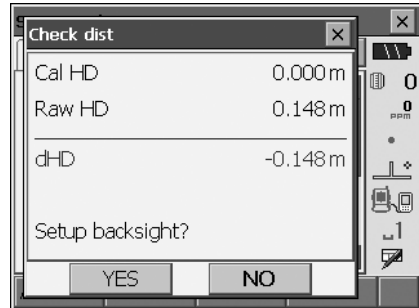 Check dist
Cal HD 0.000 m
Raw HD 0.148 m
dHD -0.148 m
Setup backsight?
YES NO
0
0
ppm
1